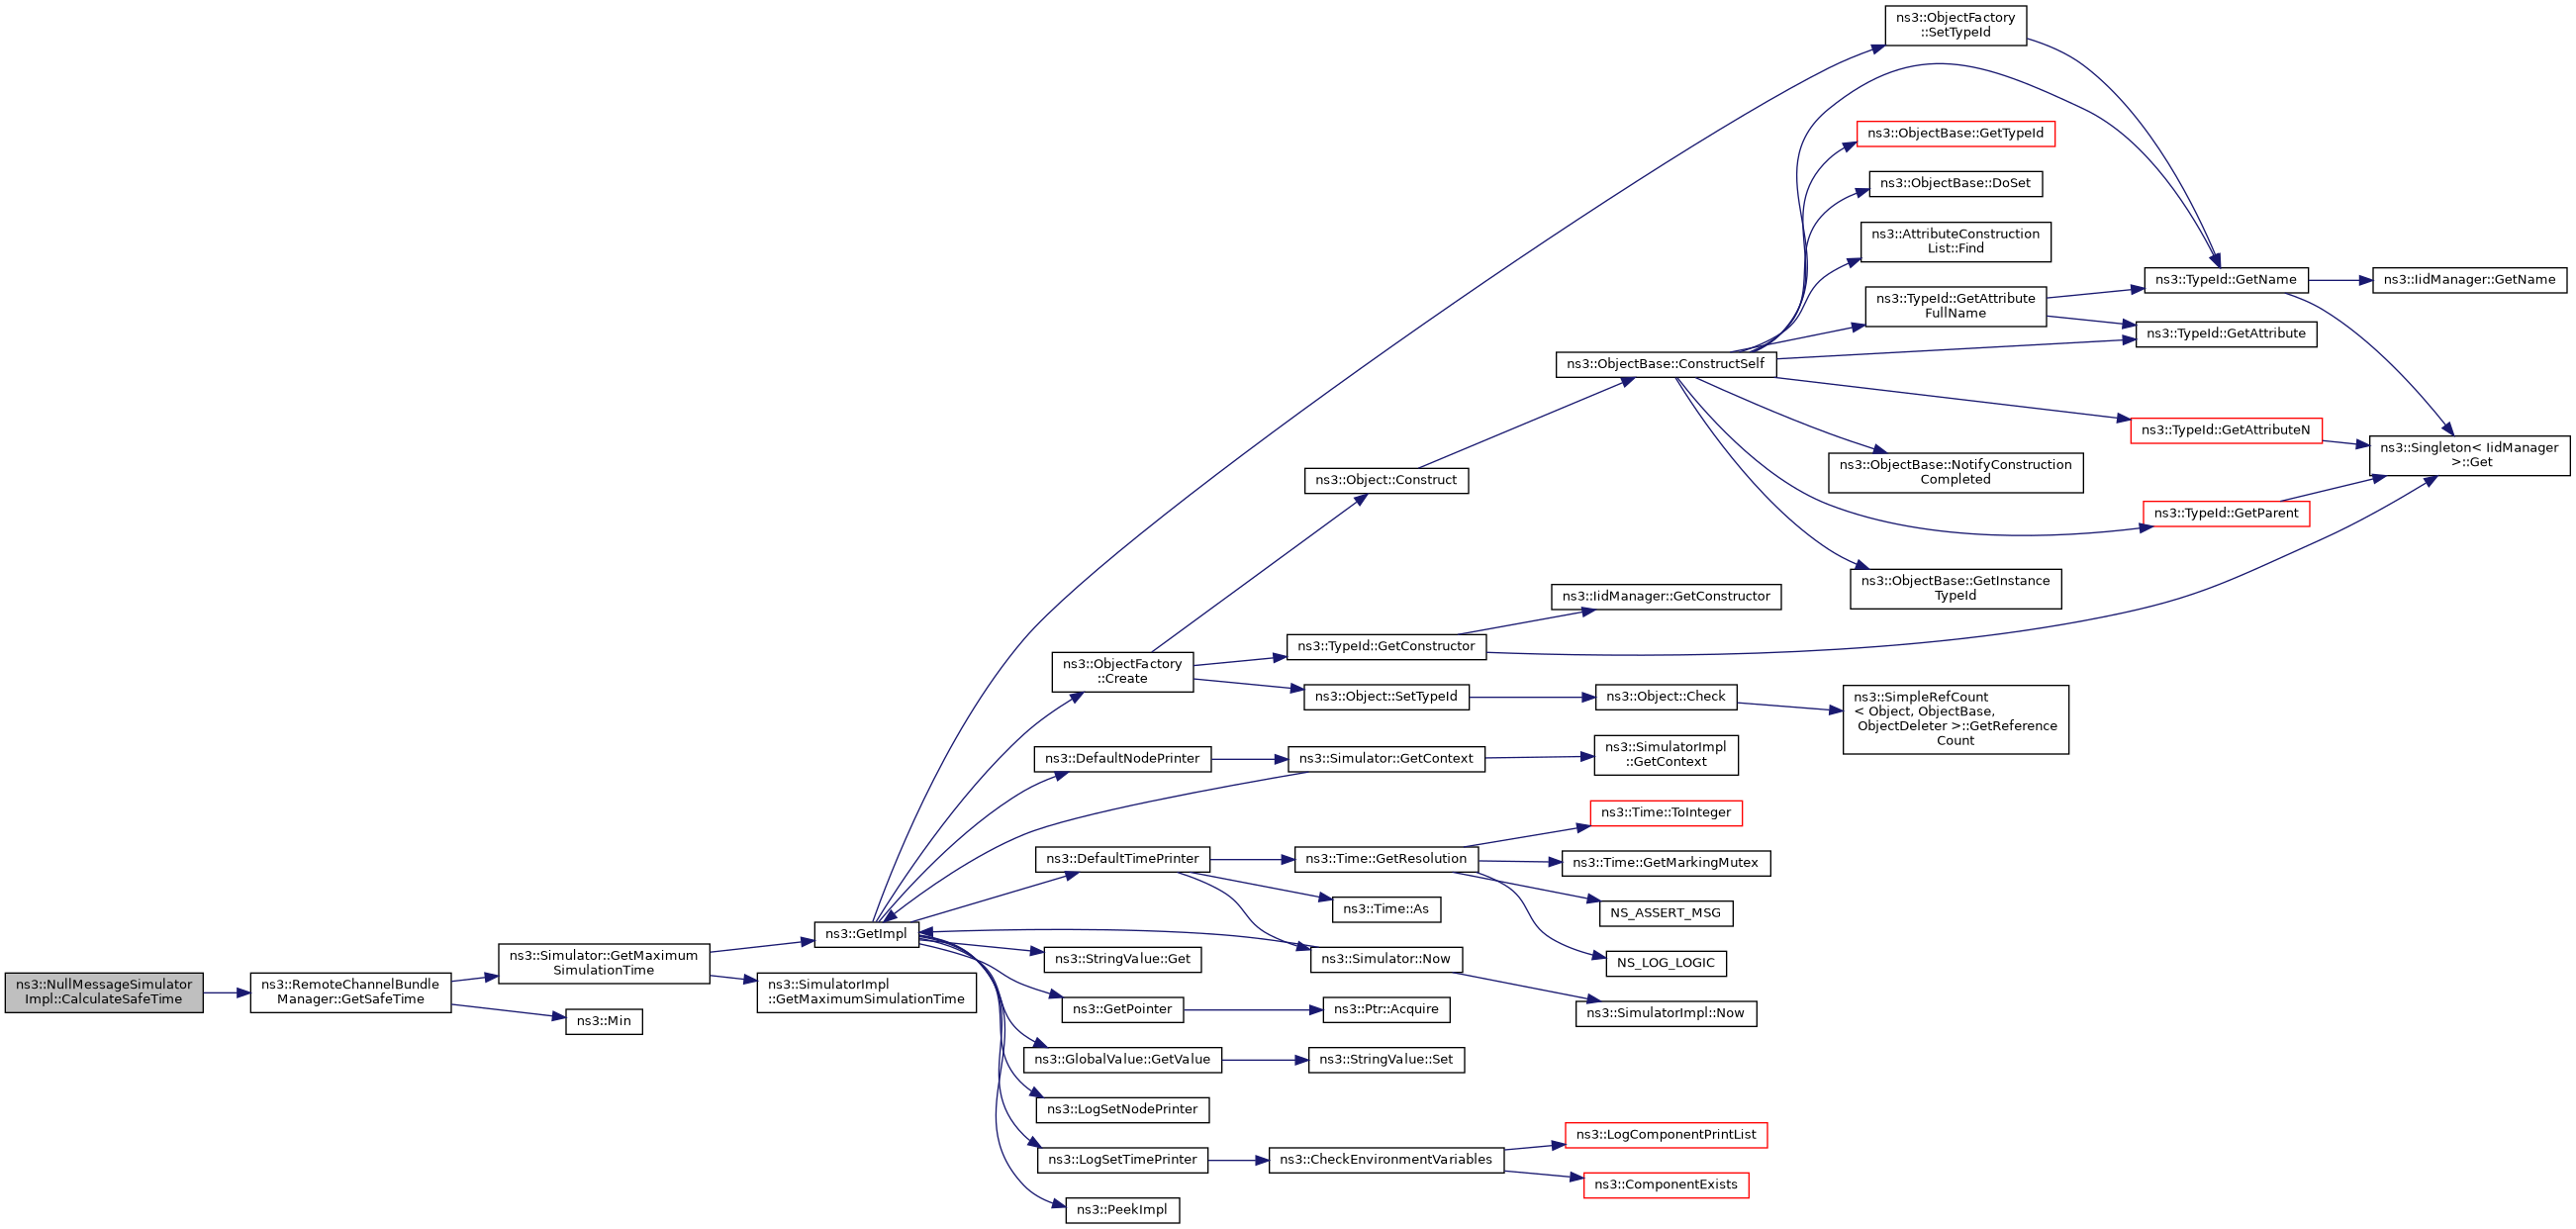 ns3::NullMessageSimulator
Impl::CalculateSafeTime
ns3::RemoteChannelBundle
Manager::GetSafeTime
ns3::Simulator::GetMaximum
SimulationTime
ns3::Min
ns3::GetImpl
ns3::SimulatorImpl
::GetMaximumSimulationTime
ns3::ObjectFactory
::SetTypeId
ns3::ObjectFactory
::Create
ns3::DefaultNodePrinter
ns3::DefaultTimePrinter
ns3::StringValue::Get
ns3::GetPointer
ns3::GlobalValue::GetValue
ns3::LogSetNodePrinter
ns3::LogSetTimePrinter
ns3::PeekImpl
ns3::Object::Construct
ns3::TypeId::GetConstructor
ns3::Object::SetTypeId
ns3::Simulator::GetContext
ns3::Time::GetResolution
ns3::Time::As
ns3::Simulator::Now
ns3::Ptr::Acquire
ns3::StringValue::Set
ns3::CheckEnvironmentVariables
ns3::ObjectBase::ConstructSelf
ns3::IidManager::GetConstructor
ns3::Object::Check
ns3::SimulatorImpl
::GetContext
ns3::Time::ToInteger
ns3::Time::GetMarkingMutex
NS_ASSERT_MSG
NS_LOG_LOGIC
ns3::SimulatorImpl::Now
ns3::LogComponentPrintList
ns3::ComponentExists
ns3::ObjectBase::GetTypeId
ns3::ObjectBase::DoSet
ns3::AttributeConstruction
List::Find
ns3::TypeId::GetAttribute
FullName
ns3::ObjectBase::NotifyConstruction
Completed
ns3::ObjectBase::GetInstance
TypeId
ns3::SimpleRefCount
< Object, ObjectBase,
ObjectDeleter >::GetReference
Count
ns3::TypeId::GetName
ns3::TypeId::GetAttribute
ns3::TypeId::GetAttributeN
ns3::TypeId::GetParent
ns3::IidManager::GetName
ns3::Singleton< IidManager
>::Get